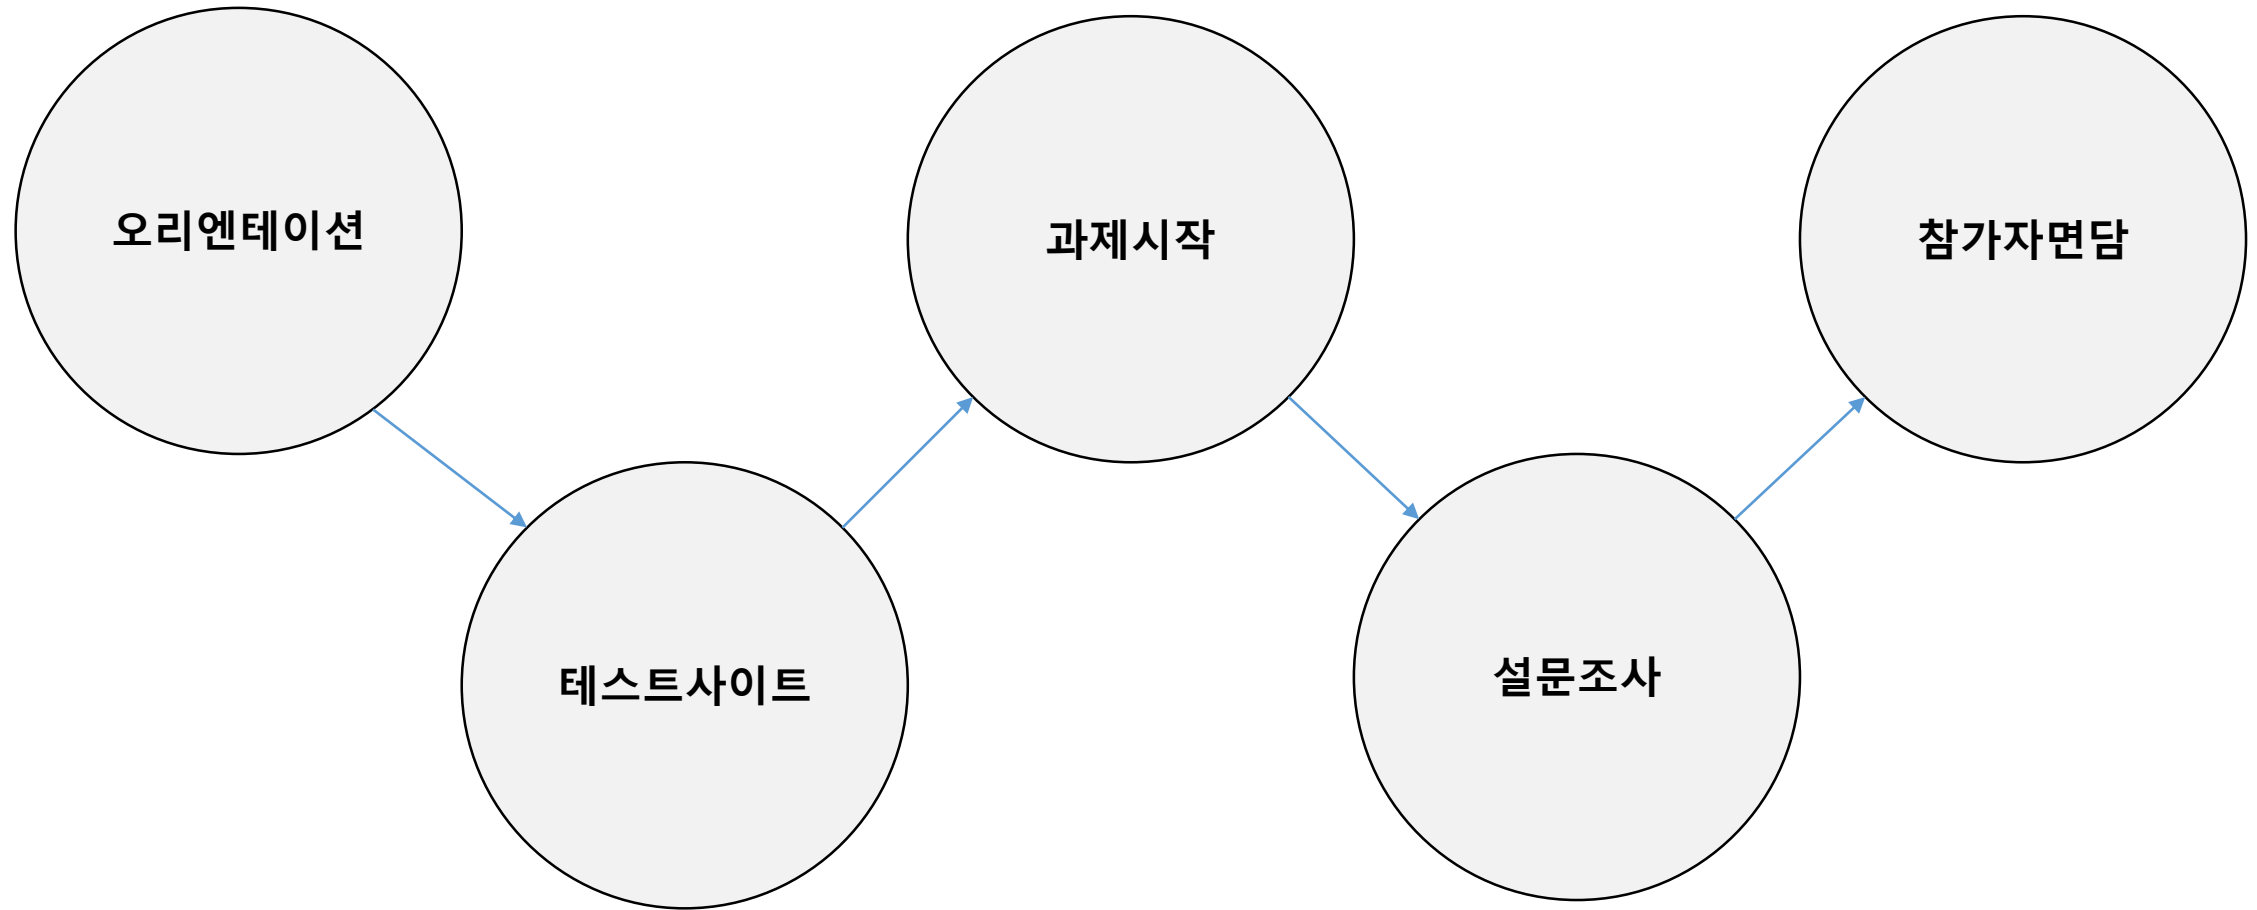 오리엔테이션
테스트사이트
과제시작
설문조사
참가자면담